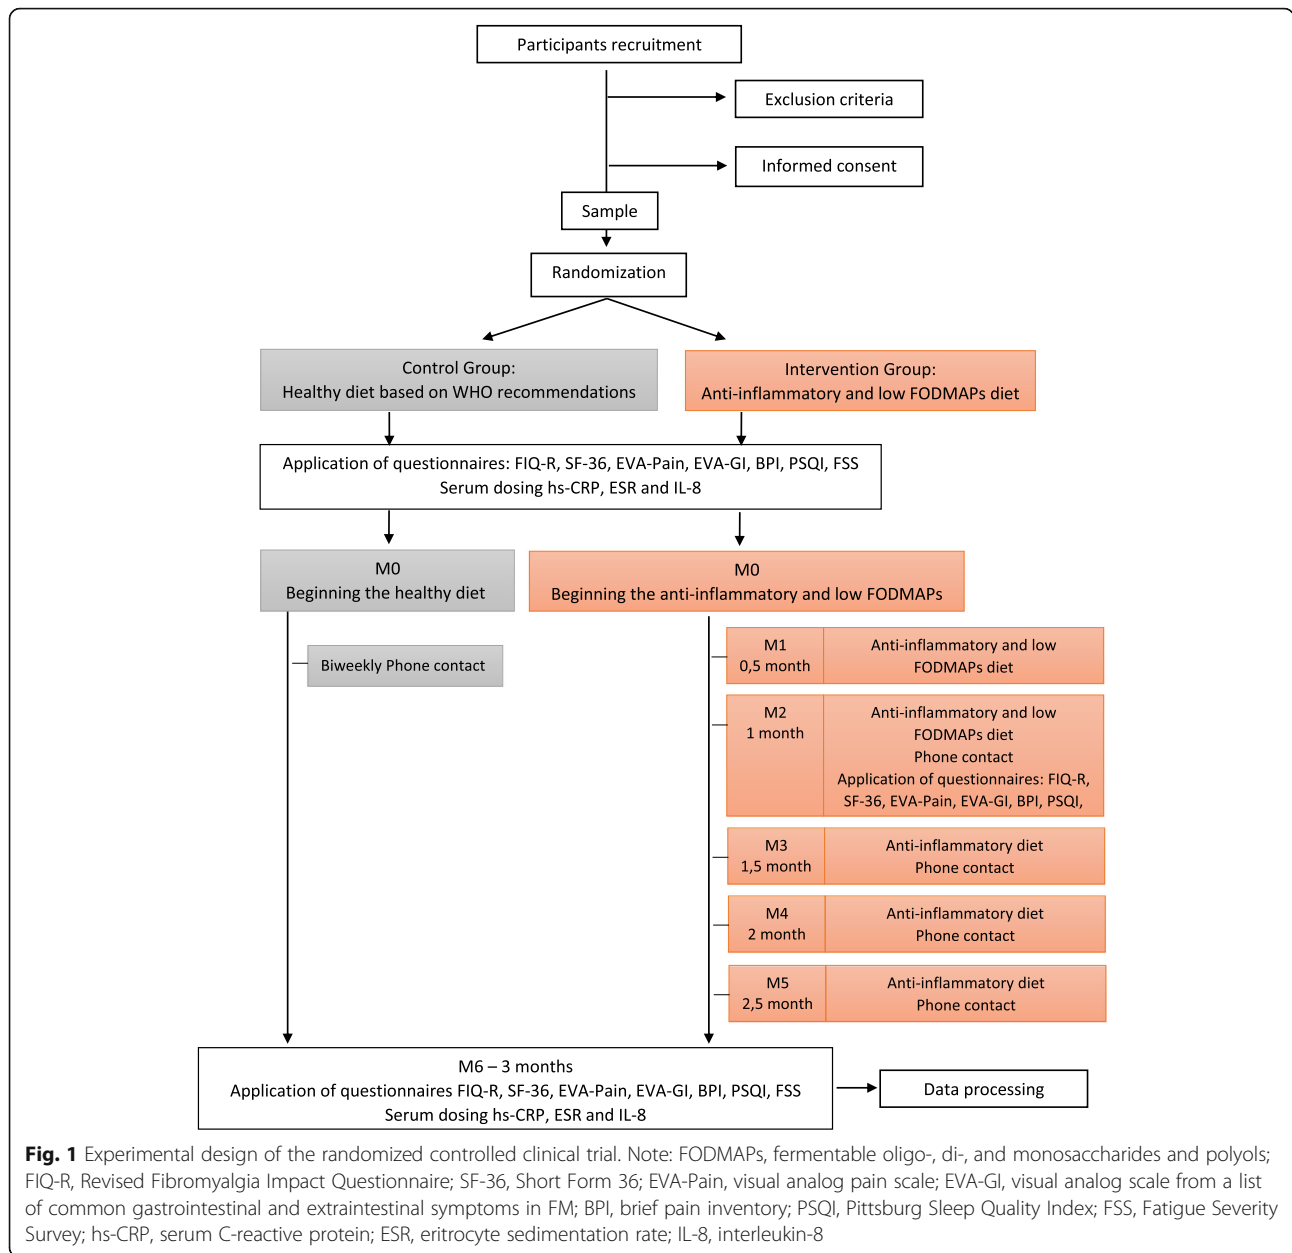 Participants recruitment
Exclusion criteria
Informed consent
Sample
Randomization
Control Group:
Healthy diet based on WHO recommendations
Intervention Group:
Anti-inflammatory and low FODMAPs diet
Application of questionnaires: FIQ-R, SF-36, EVA-Pain, EVA-GI, BPI, PSQI, FSS
Serum dosing hs-CRP, ESR and IL-8
M0
Beginning the healthy diet
M0
Beginning the anti-inflammatory and low FODMAPs
Biweekly Phone contact
M1
0,5 month
Anti-inflammatory and low
FODMAPs diet
M2
1 month
Anti-inflammatory and low
FODMAPs diet
Phone contact
Application of questionnaires: FIQ-R,
SF-36, EVA-Pain, EVA-GI, BPI, PSQI,
M3
1,5 month
Anti-inflammatory diet
Phone contact
M4
2 month
Anti-inflammatory diet
Phone contact
M5
2,5 month
Anti-inflammatory diet
Phone contact
M6 – 3 months
Application of questionnaires FIQ-R, SF-36, EVA-Pain, EVA-GI, BPI, PSQI, FSS
Serum dosing hs-CRP, ESR and IL-8
Data processing
Fig. 1 Experimental design of the randomized controlled clinical trial. Note: FODMAPs, fermentable oligo-, di-, and monosaccharides and polyols;
FIQ-R, Revised Fibromyalgia Impact Questionnaire; SF-36, Short Form 36; EVA-Pain, visual analog pain scale; EVA-GI, visual analog scale from a list
of common gastrointestinal and extraintestinal symptoms in FM; BPI, brief pain inventory; PSQI, Pittsburg Sleep Quality Index; FSS, Fatigue Severity
Survey; hs-CRP, serum C-reactive protein; ESR, eritrocyte sedimentation rate; IL-8, interleukin-8